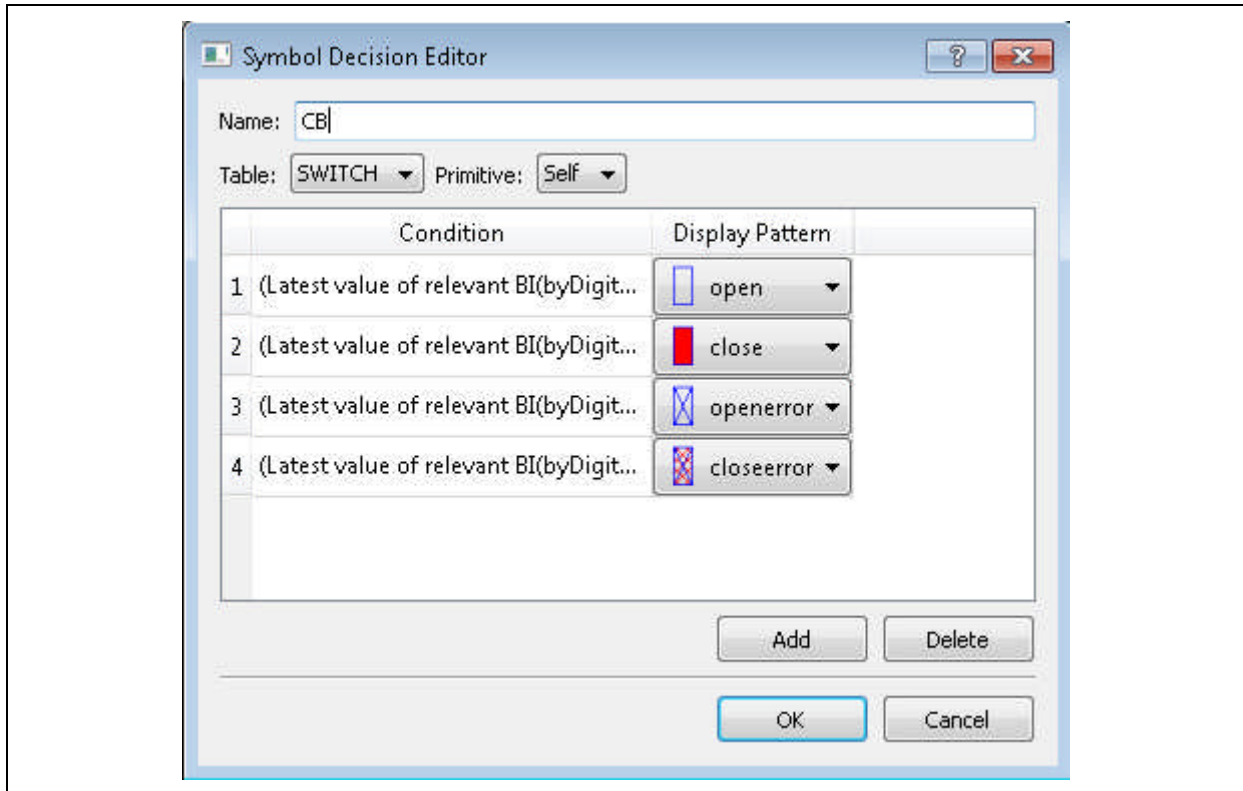 Symbol Decision Editor
Name: CB
Table: SWITCH Primitive: Self
Condition Display Pattern
1 (Latest value of relevant BI(byDigit... open
2 (Latest value of relevant BI(byDigit... close
3 (Latest value of relevant BI(byDigit... openerror
4 (Latest value of relevant BI(byDigit... closeerror
Add Delete
OK Cancel